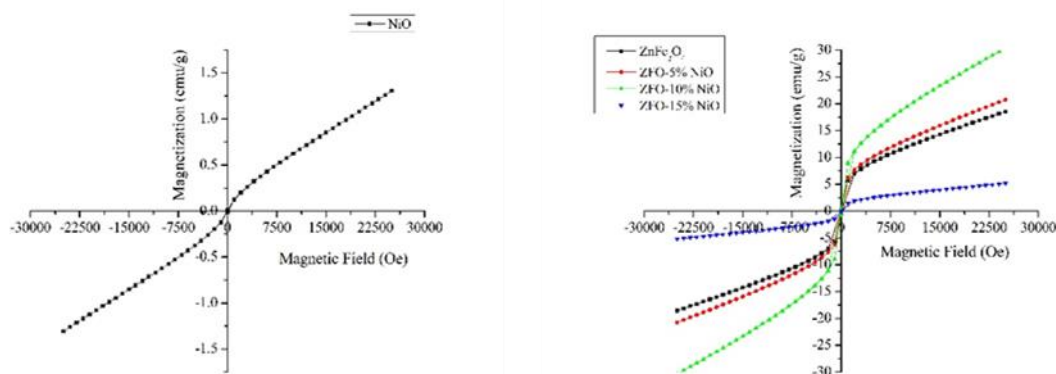 NiO
1.5
1.0
0.5
0.0
-0.5
-1.0
-1.5
-30000 -22500 -15000 -7500 0 7500 15000 22500 30000
Magnetization (emu/g)
Magnetic Field (Oe)
ZnFe2O4
ZFO-5% NiO
ZFO-10% NiO
ZFO-15% NiO
30
25
20
15
10
5
0
-5
-10
-15
-20
-25
-30
-30000 -22500 -15000 -7500 0 7500 15000 22500 30000
Magnetization (emu/g)
Magnetic Field (Oe)